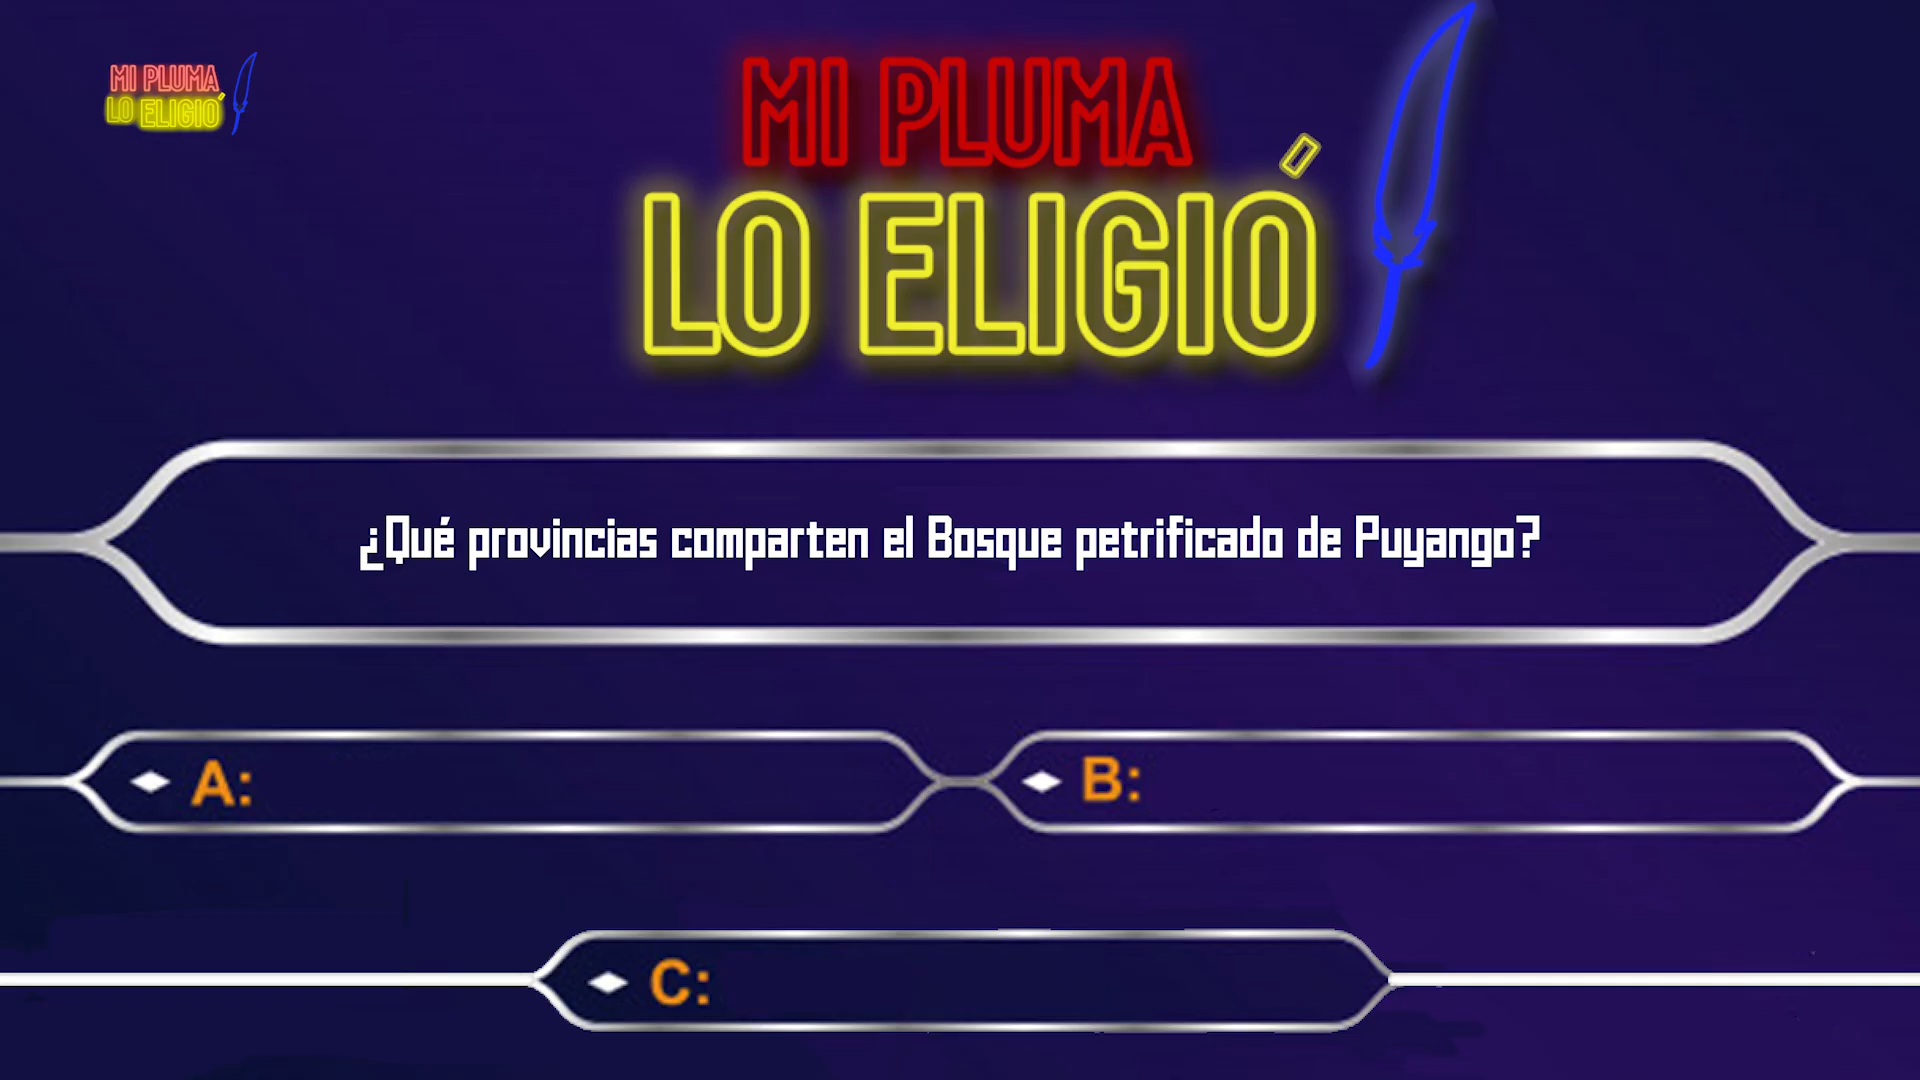 MI PLUMA
LO ELIGIÓ
MI PLUMA
LO ELIGIÓ
¿Qué provincias comparten el Bosque petrificado de Puyango?
A:
B:
C: